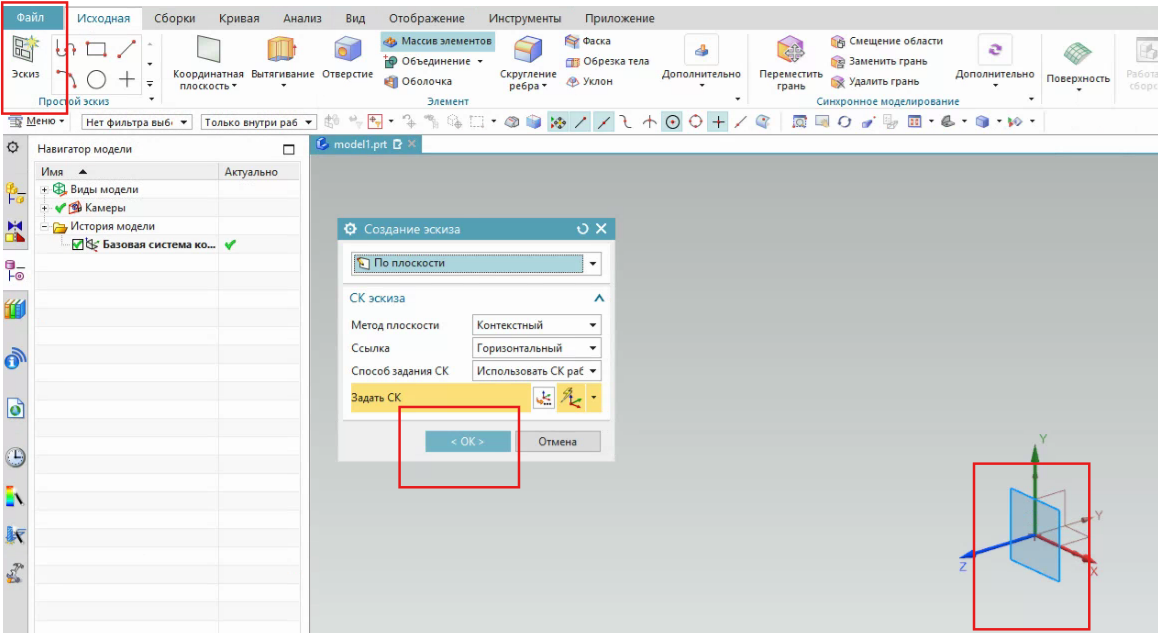 Файл Исходная Сборки Кривая Анализ Вид Отображение Инструменты Приложение
Эскиз
Простой эскиз
Координатная плоскость
Вытягивание
Отверстие
Массив элементов
Объединение
Оболочка
Скругление ребра
Фаска
Обрезка тела
Уклон
Дополнительно
Элемент
Переместить грань
Смещение области
Заменить грань
Удалить грань
Дополнительно
Синхронное моделирование
Поверхность
Меню Нет фильтра выб Только внутри раб
Навигатор модели
model1.prt
Имя Актуально
Виды модели
Камеры
История модели
Базовая система ко...
Создание эскиза
По плоскости
СК эскиза
Метод плоскости Контекстный
Ссылка Горизонтальный
Способ задания СК Использовать СК раб
Задать СК
< OK > Отмена
Y
Y
Z
X